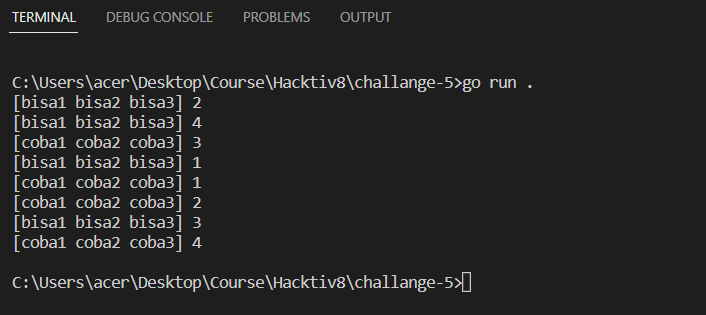 TERMINAL DEBUG CONSOLE PROBLEMS OUTPUT
C:\Users\acer\Desktop\Course\Hacktiv8\challange-5>go run .
[bisa1 bisa2 bisa3] 2
[bisa1 bisa2 bisa3] 4
[coba1 coba2 coba3] 3
[bisa1 bisa2 bisa3] 1
[coba1 coba2 coba3] 1
[coba1 coba2 coba3] 2
[bisa1 bisa2 bisa3] 3
[coba1 coba2 coba3] 4
C:\Users\acer\Desktop\Course\Hacktiv8\challange-5>